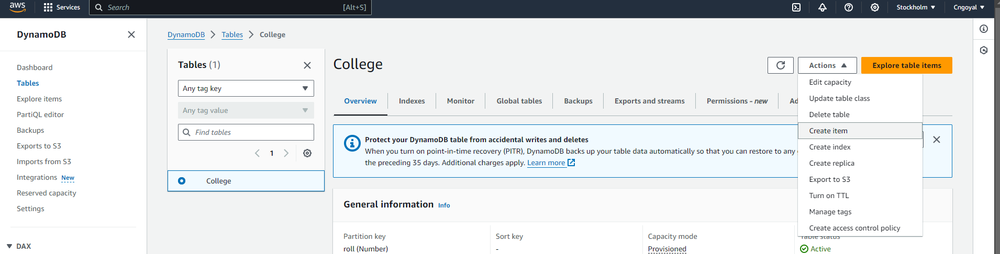 aws
Services
Search
[Alt+S]
Stockholm
Cngoyal
DynamoDB
Dashboard
Tables
Explore items
PartiQL editor
Backups
Exports to S3
Imports from S3
Integrations New
Reserved capacity
Settings
DAX
DynamoDB > Tables > College
Tables (1)
Any tag key
Any tag value
Find tables
1
College
College
Actions
Explore table items
Edit capacity
Update table class
Delete table
Create item
Create index
Create replica
Export to S3
Turn on TTL
Manage tags
Create access control policy
Overview
Indexes
Monitor
Global tables
Backups
Exports and streams
Permissions - new
Ad
Protect your DynamoDB table from accidental writes and deletes
When you turn on point-in-time recovery (PITR), DynamoDB backs up your table data automatically so that you can restore to any
the preceding 35 days. Additional charges apply. Learn more
General information Info
Partition key
roll (Number)
Sort key
-
Capacity mode
Provisioned
Table status
Active